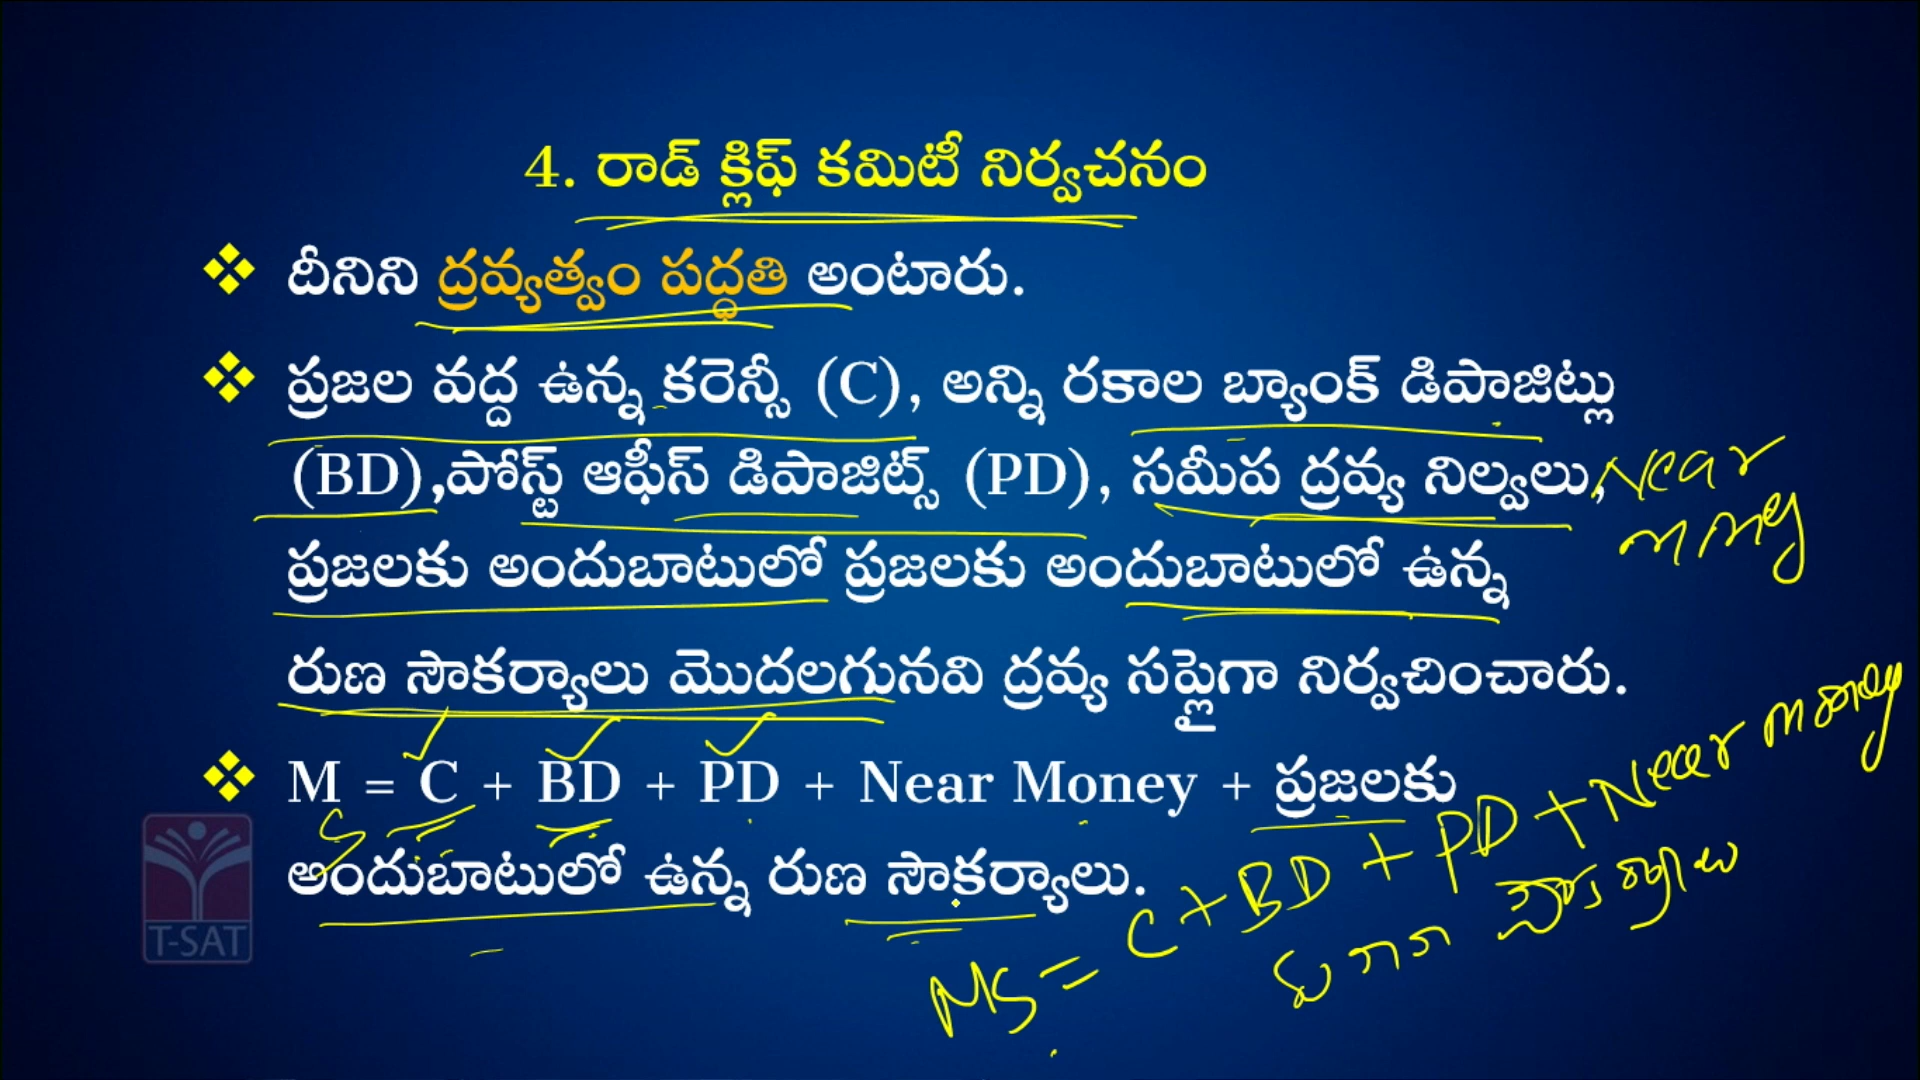 4. రాడ్ క్లిఫ్ కమిటీ నిర్వచనం
దీనిని ద్రవ్యత్వం పద్ధతి అంటారు.
ప్రజల వద్ద ఉన్న కరెన్సీ (C), అన్ని రకాల బ్యాంక్ డిపాజిట్లు
(BD),పోస్ట్ ఆఫీస్ డిపాజిట్స్ (PD), సమీప ద్రవ్య నిల్వలు,
Near
money
ప్రజలకు అందుబాటులో ప్రజలకు అందుబాటులో ఉన్న
రుణ సౌకర్యాలు మొదలగునవి ద్రవ్య సప్లైగా నిర్వచించారు.
M = C + BD + PD + Near Money + ప్రజలకు
S
అందుబాటులో ఉన్న రుణ సౌకర్యాలు.
MS = C + BD + PD + Near money
సౌకర్యాలు
T-SAT